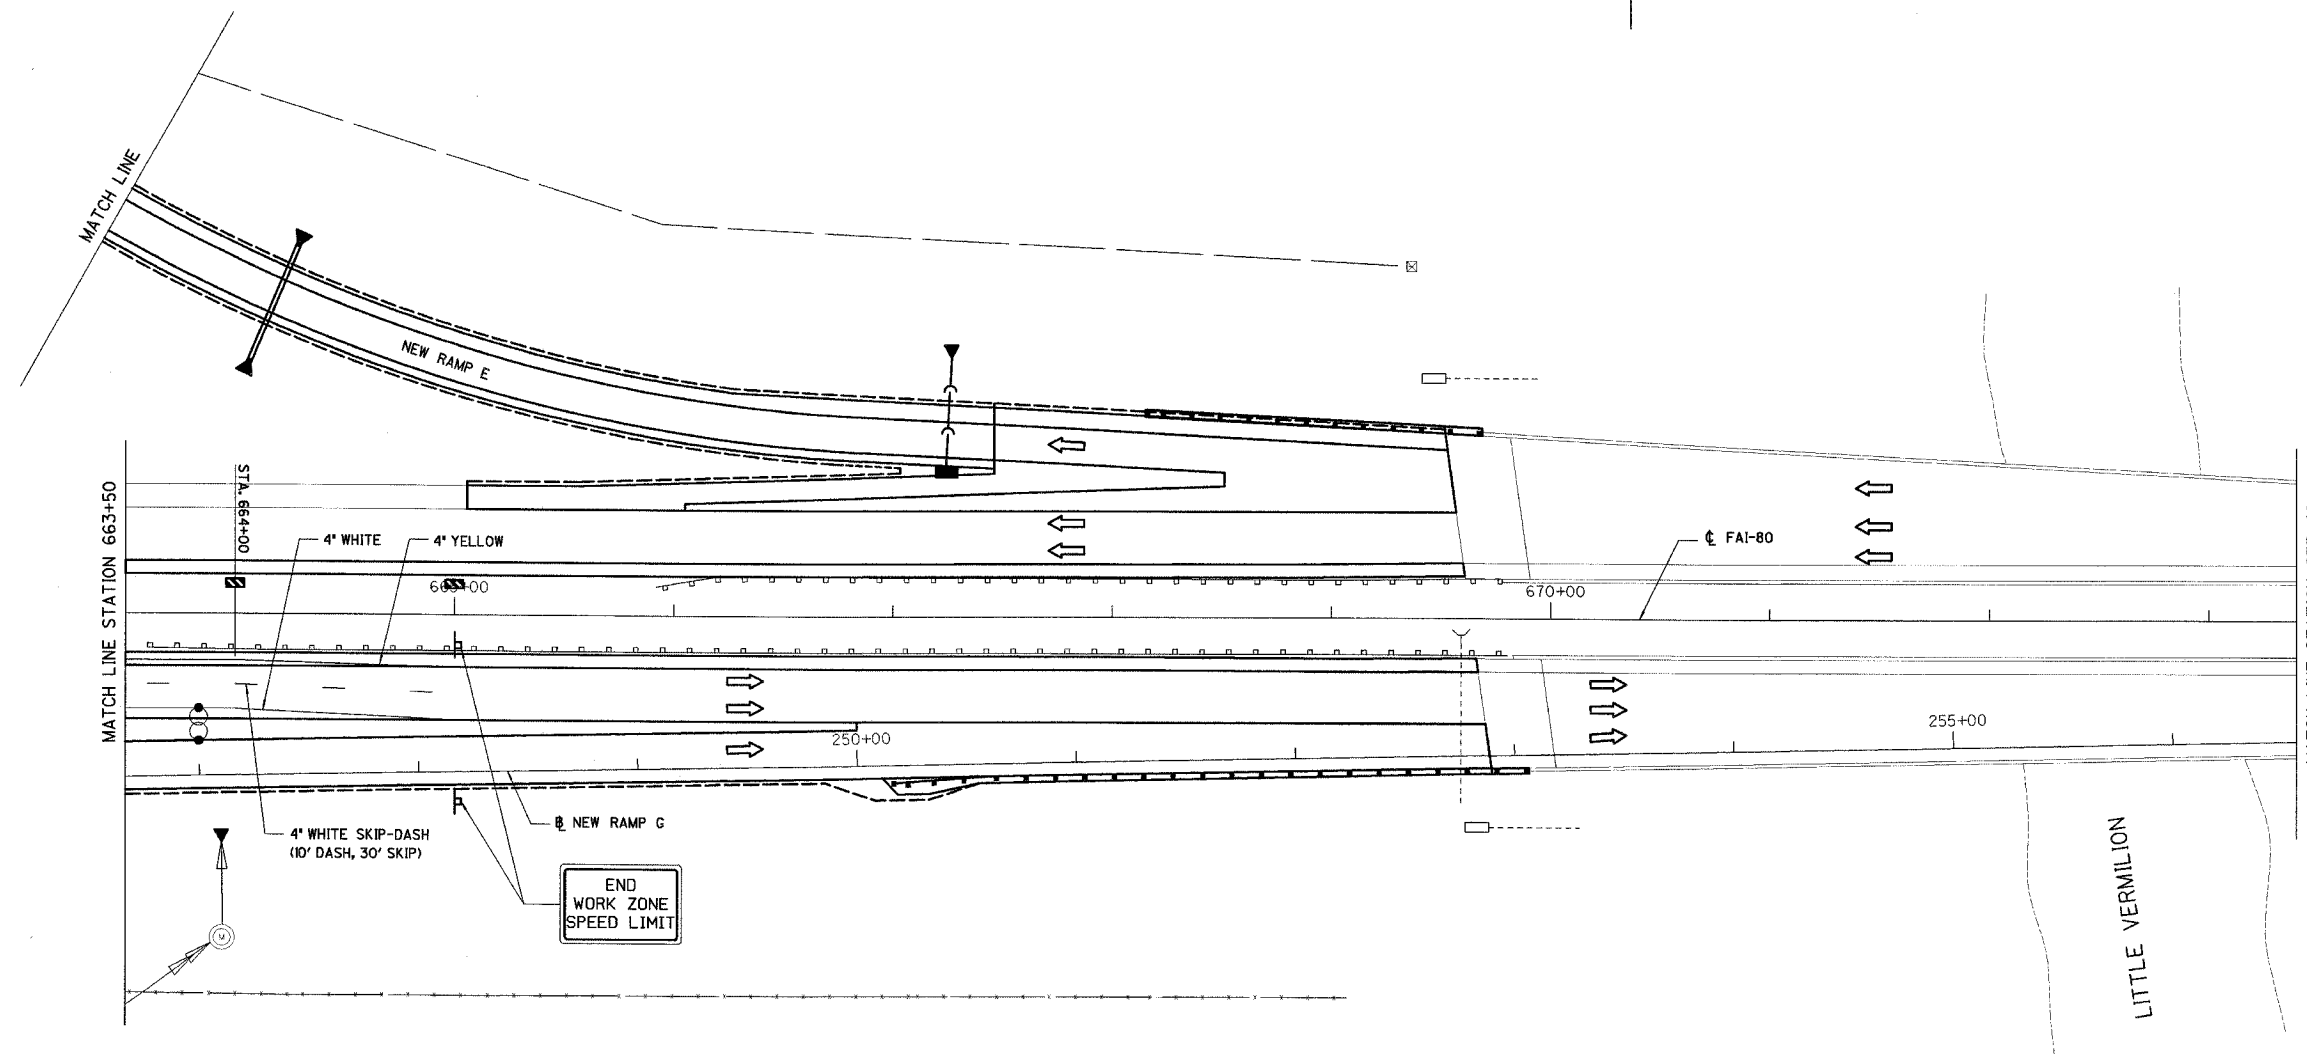 MATCH LINE
NEW RAMP E
STA. 664+00
MATCH LINE STATION 663+50
4" WHITE
4" YELLOW
℄ FAI-80
670+00
255+00
250+00
NEW RAMP G
4" WHITE SKIP-DASH
(10' DASH, 30' SKIP)
END
WORK ZONE
SPEED LIMIT
M
LITTLE VERMILION